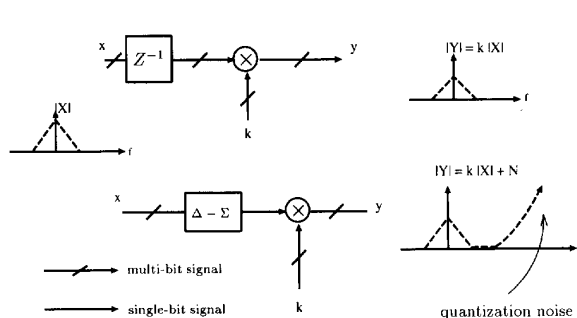 x
Z⁻¹
y
|Y| = k |X|
k
f
|X|
f
|Y| = k |X| + N
x
Δ − Σ
y
multi-bit signal
single-bit signal
k
quantization noise